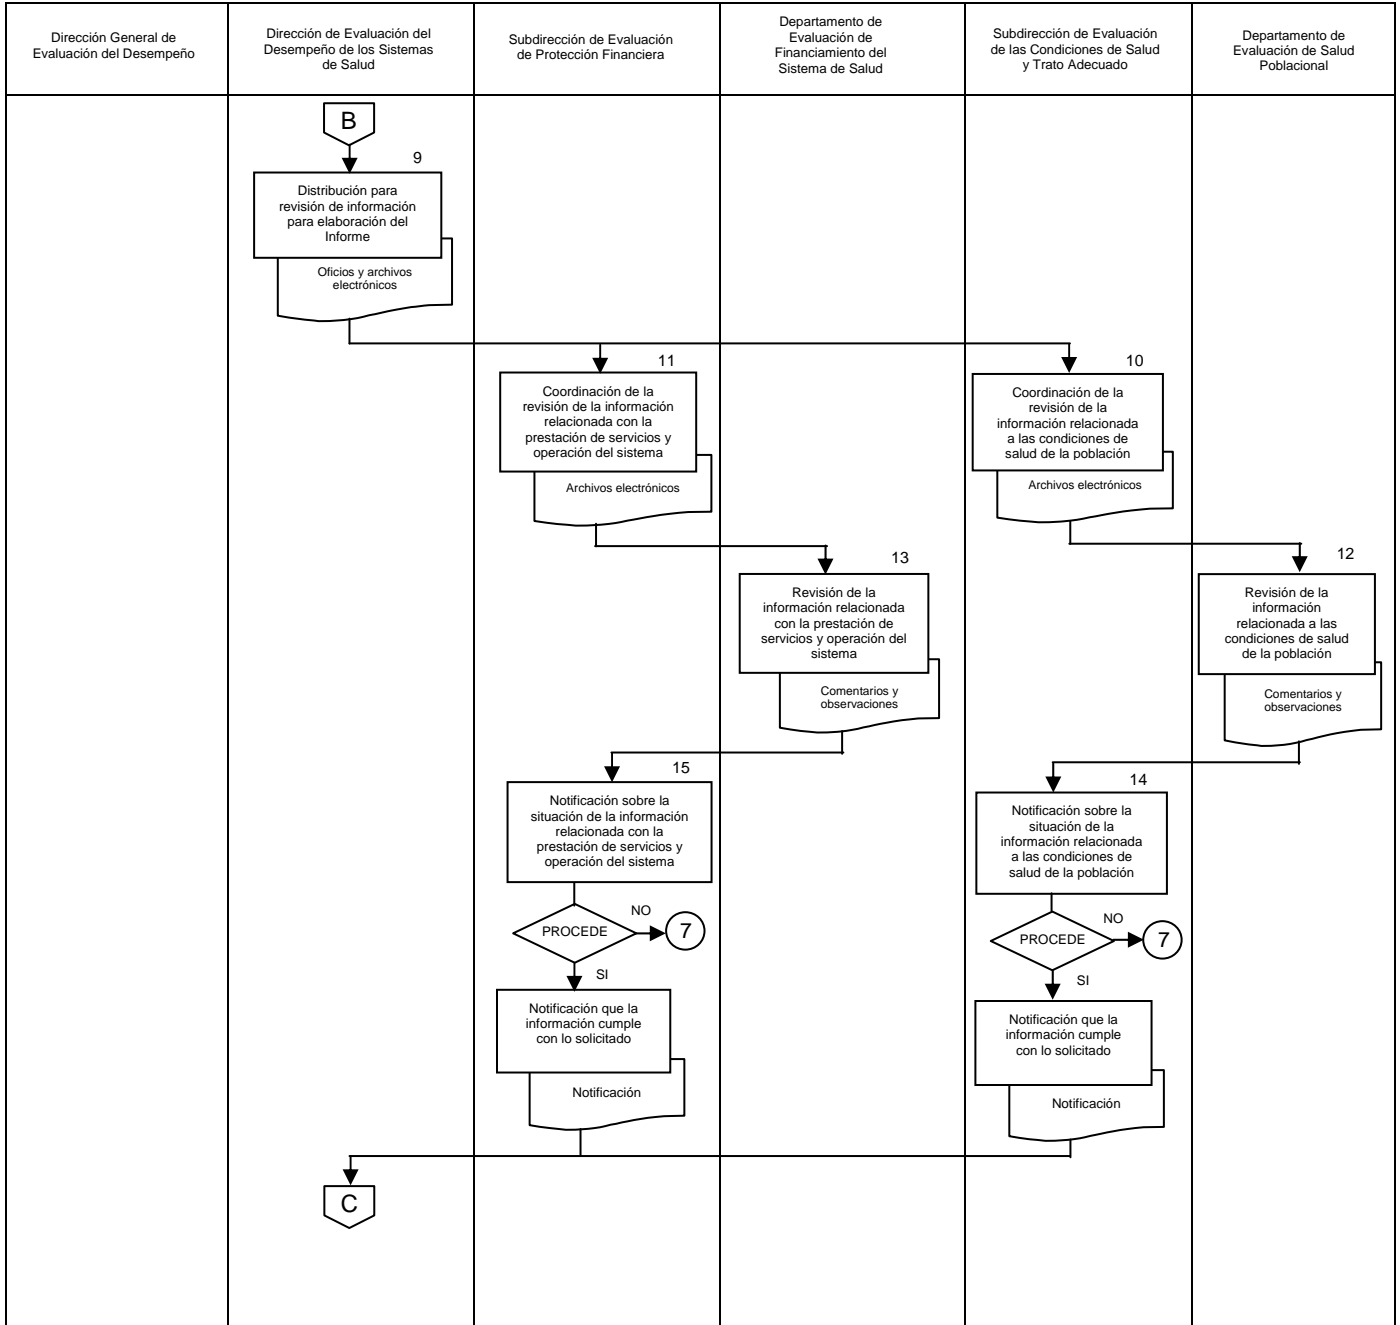 Dirección General de
Evaluación del Desempeño
Dirección de Evaluación del
Desempeño de los Sistemas
de Salud
Subdirección de Evaluación
de Protección Financiera
Departamento de
Evaluación de
Financiamiento del
Sistema de Salud
Subdirección de Evaluación
de las Condiciones de Salud
y Trato Adecuado
Departamento de
Evaluación de Salud
Poblacional
B
9
Distribución para
revisión de información
para elaboración del
Informe
Oficios y archivos
electrónicos
11
Coordinación de la
revisión de la información
relacionada con la
prestación de servicios y
operación del sistema
Archivos electrónicos
10
Coordinación de la
revisión de la
información relacionada
a las condiciones de
salud de la población
Archivos electrónicos
13
Revisión de la
información relacionada
con la prestación de
servicios y operación del
sistema
Comentarios y
observaciones
12
Revisión de la
información
relacionada a las
condiciones de salud
de la población
Comentarios y
observaciones
15
Notificación sobre la
situación de la información
relacionada con la
prestación de servicios y
operación del sistema
PROCEDE
NO
7
SI
Notificación que la
información cumple
con lo solicitado
Notificación
14
Notificación sobre la
situación de la
información relacionada
a las condiciones de
salud de la población
PROCEDE
NO
7
SI
Notificación que la
información cumple
con lo solicitado
Notificación
C